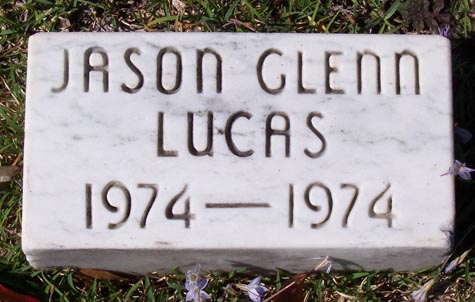 JASON GLENN
LUCAS
1974 — 1974